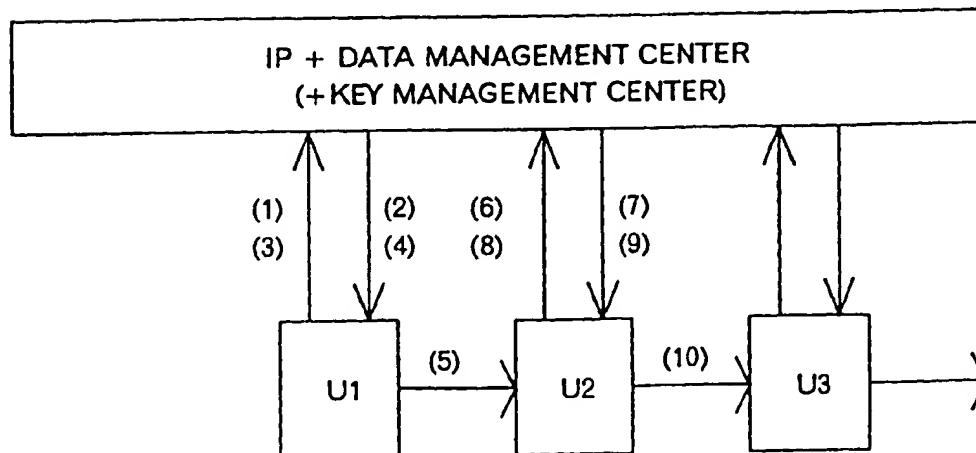 IP + DATA MANAGEMENT CENTER
(+KEY MANAGEMENT CENTER)
(1) (2) (6) (7)
(3) (4) (8) (9)
(5) (10)
U1 U2 U3